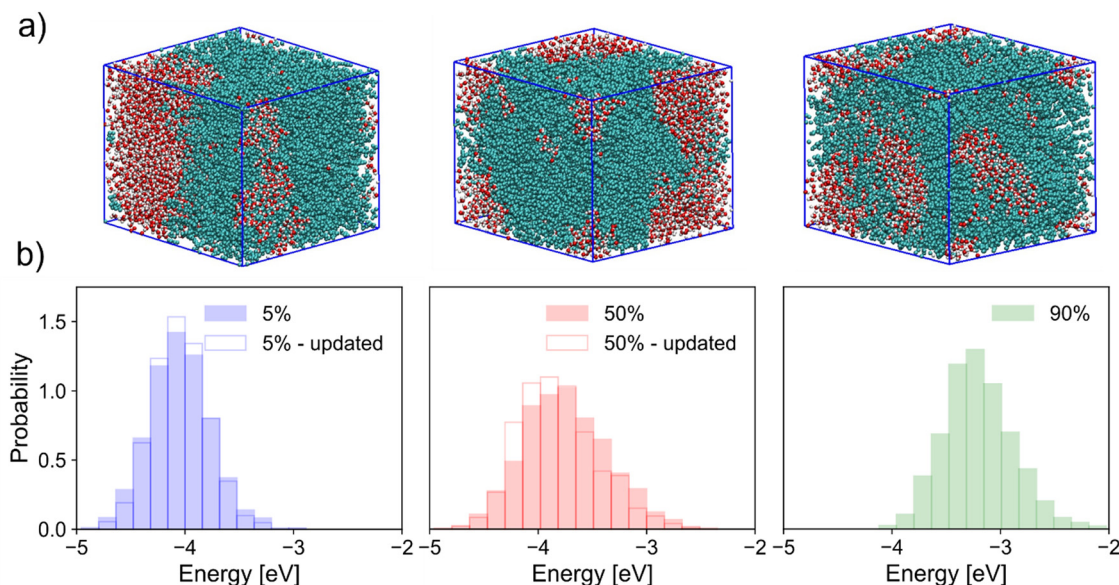 a)
b)
5%
5% - updated
50%
50% - updated
90%
Probability
1.5
1.0
0.5
0.0
−5 −4 −3 −2
−5 −4 −3 −2
−5 −4 −3 −2
Energy [eV]
Energy [eV]
Energy [eV]